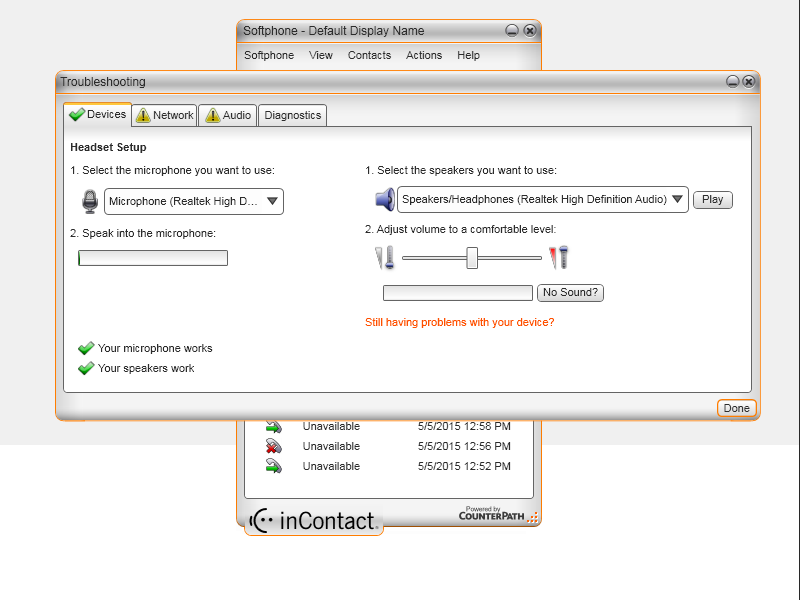 Softphone - Default Display Name
Softphone View Contacts Actions Help
Troubleshooting
Devices Network Audio Diagnostics
Headset Setup
1. Select the microphone you want to use:
Microphone (Realtek High D...
2. Speak into the microphone:
1. Select the speakers you want to use:
Speakers/Headphones (Realtek High Definition Audio) Play
2. Adjust volume to a comfortable level:
No Sound?
Still having problems with your device?
Your microphone works
Your speakers work
Done
Unavailable 5/5/2015 12:58 PM
Unavailable 5/5/2015 12:56 PM
Unavailable 5/5/2015 12:52 PM
inContact
Powered by
COUNTERPATH